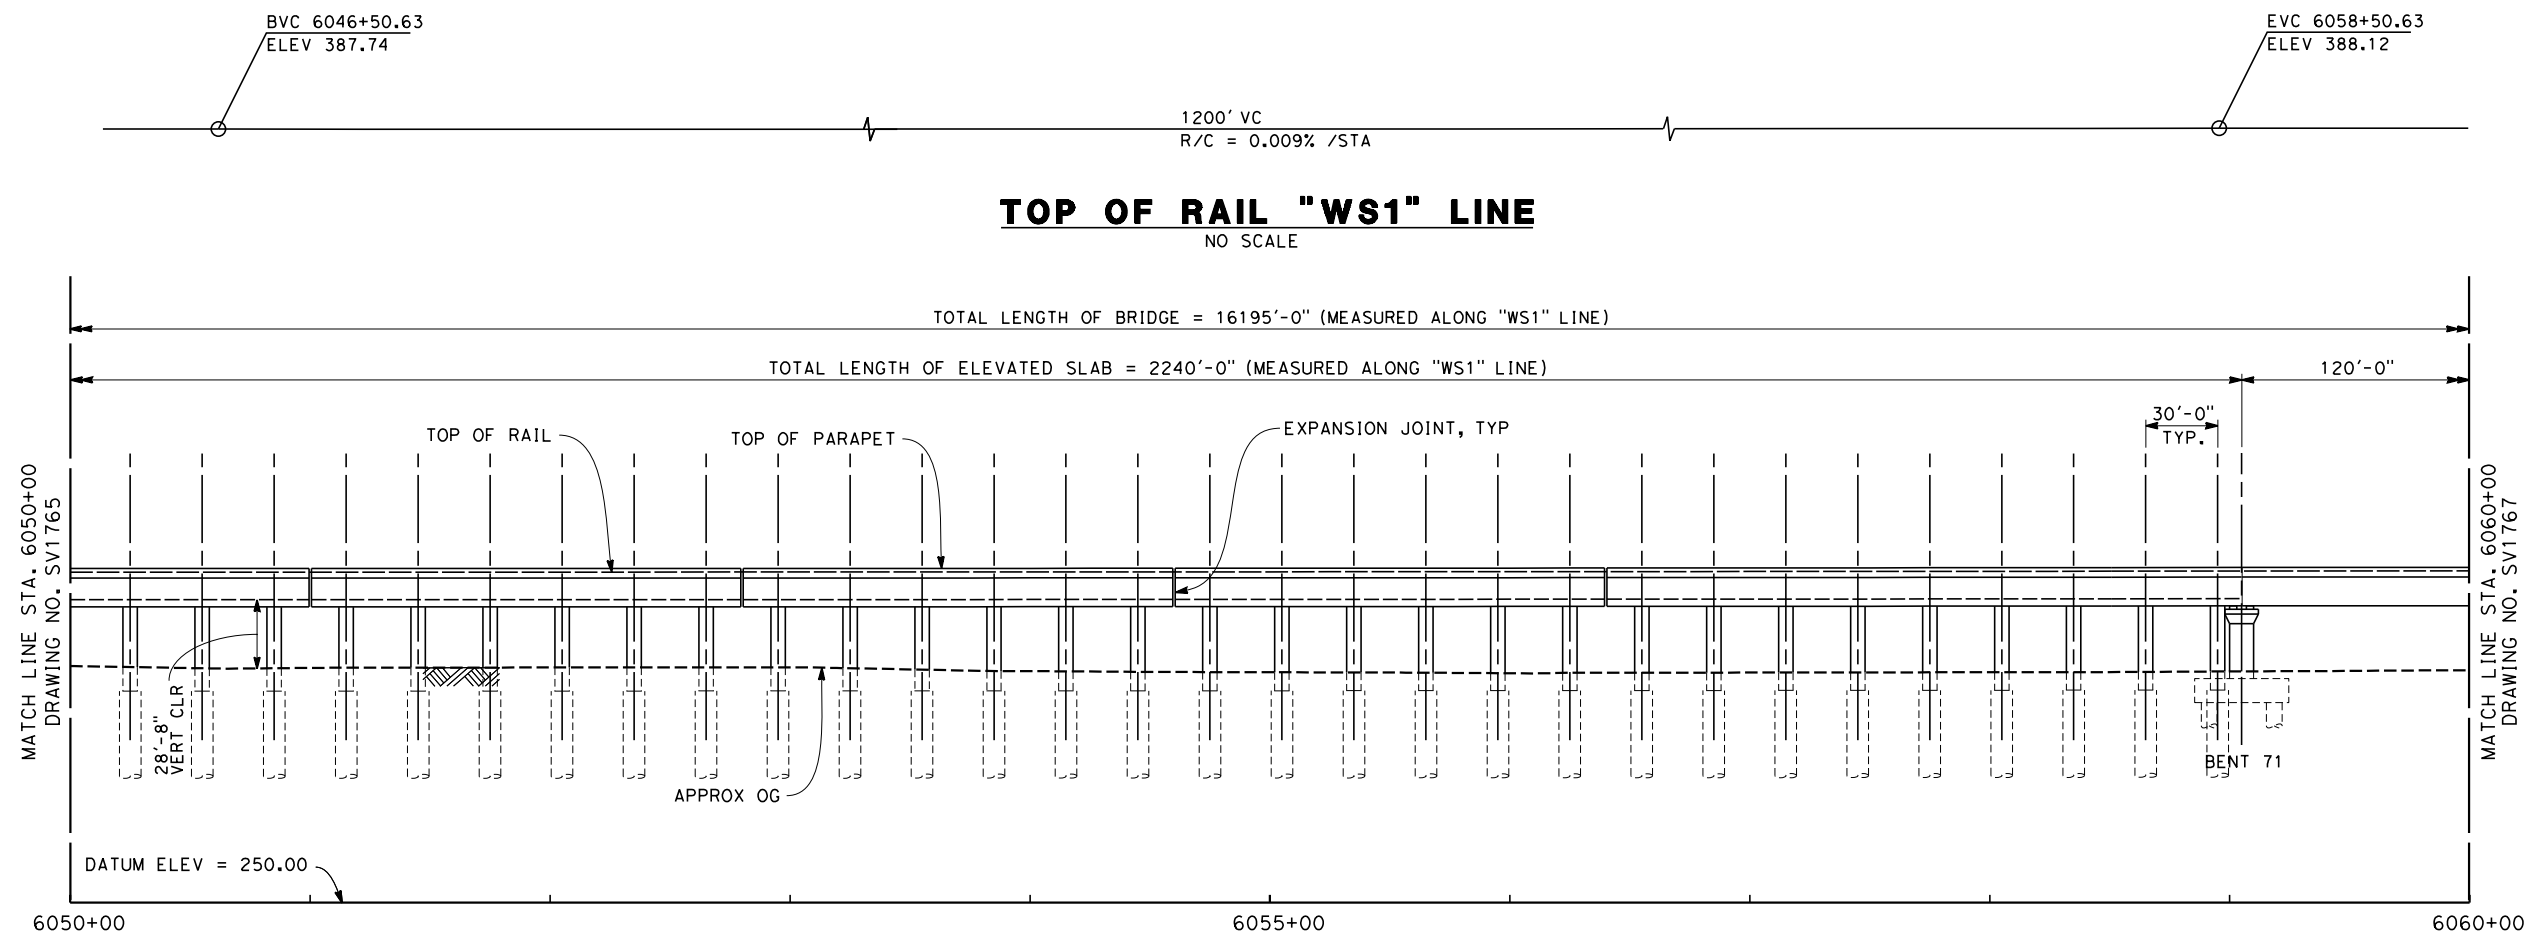 BVC 6046+50.63
ELEV 387.74
EVC 6058+50.63
ELEV 388.12
1200' VC
R/C = 0.009% /STA
TOP OF RAIL "WS1" LINE
NO SCALE
TOTAL LENGTH OF BRIDGE = 16195'-0" (MEASURED ALONG "WS1" LINE)
TOTAL LENGTH OF ELEVATED SLAB = 2240'-0" (MEASURED ALONG "WS1" LINE)
120'-0"
30'-0"
TYP.
TOP OF RAIL
TOP OF PARAPET
EXPANSION JOINT, TYP
MATCH LINE STA. 6050+00
DRAWING NO. SV1765
MATCH LINE STA. 6060+00
DRAWING NO. SV1767
28'-8"
VERT CLR
BENT 71
APPROX OG
DATUM ELEV = 250.00
6050+00
6055+00
6060+00